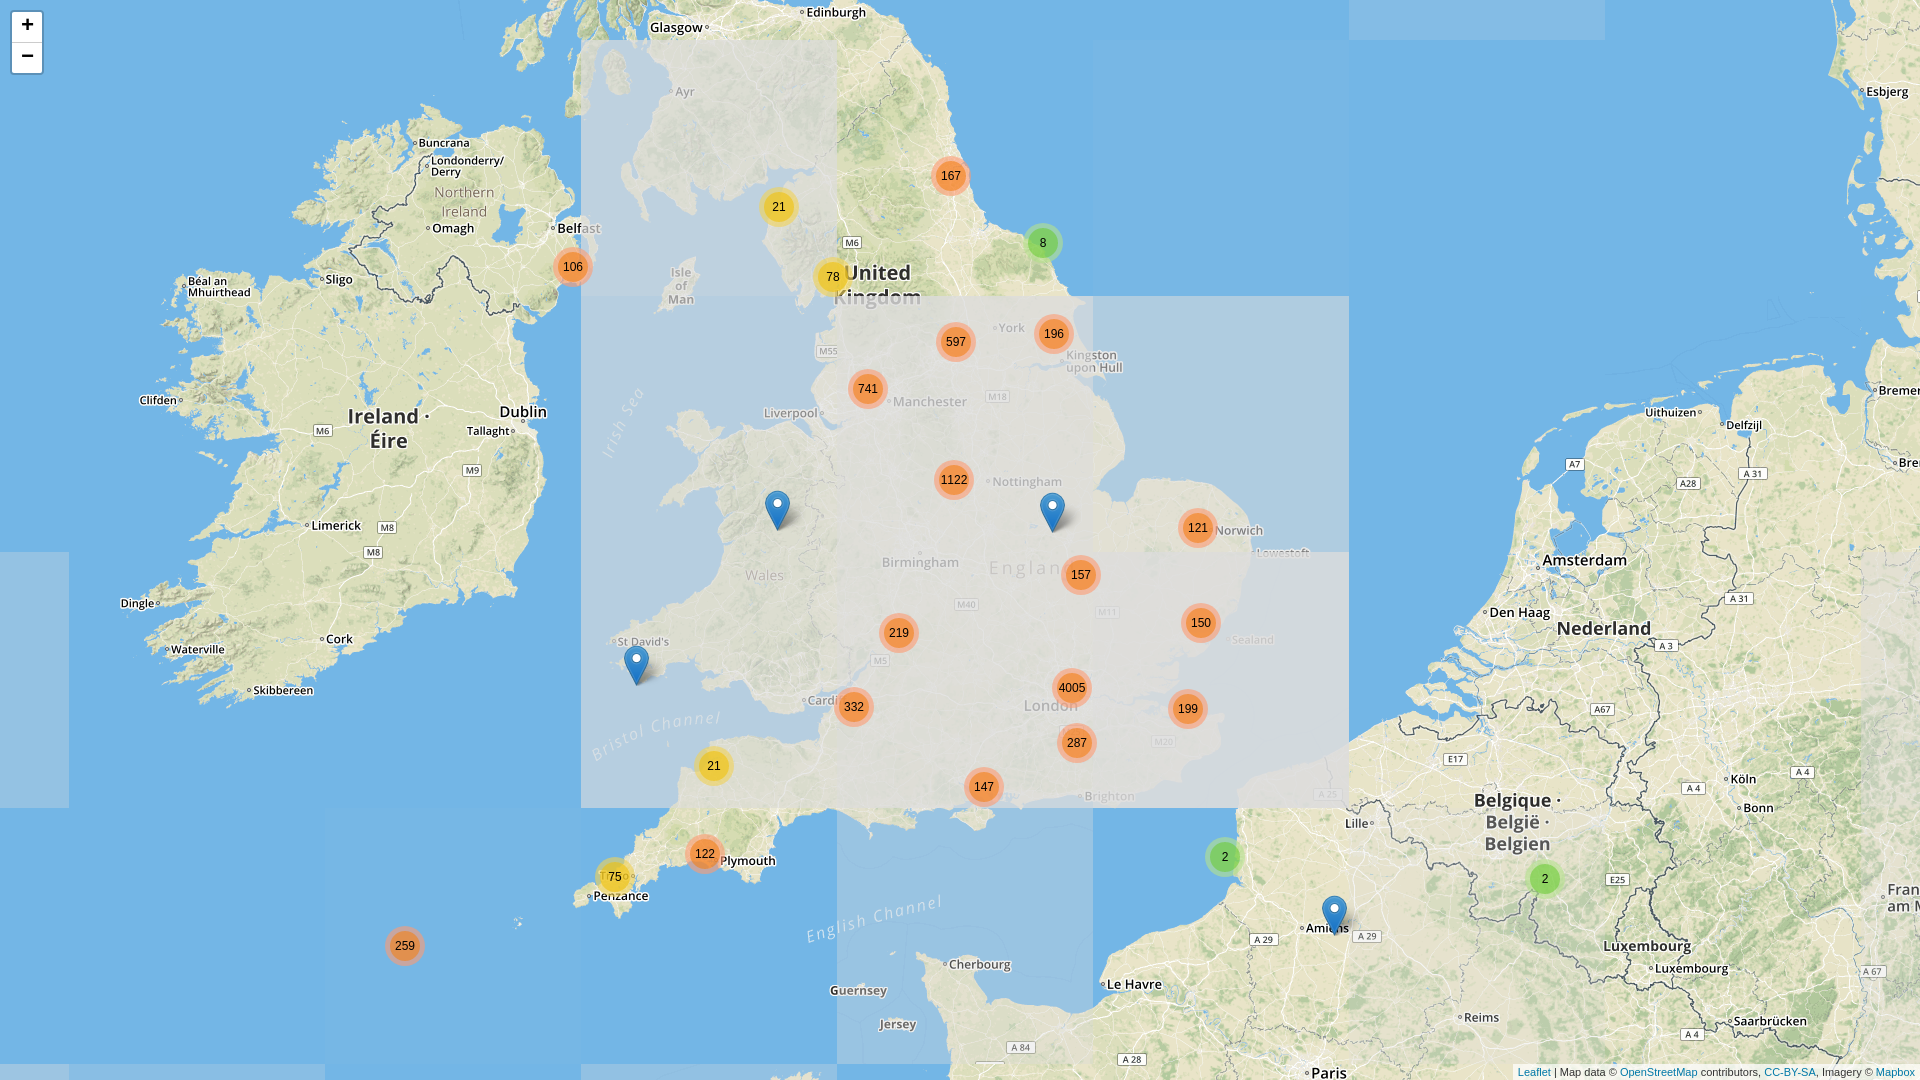 +
−
Glasgow
Edinburgh
Ayr
Esbjerg
Buncrana
Londonderry/
Derry
Northern
Ireland
Omagh
Belfast
167
21
8
M6
106
78
United
Kingdom
Isle
of
Man
Sligo
Béal an
Mhuirthead
597
York
196
M55
Kingston
upon Hull
741
Manchester
M18
Liverpool
Irish Sea
Clifden
Ireland ·
Éire
Dublin
Tallaght
M6
M9
Uithuizen
Delfzijl
A7
A 31
A28
1122
Nottingham
Limerick
M8
M8
121
Norwich
Lowestoft
Birmingham
Wales
157
Amsterdam
Dingle
M40
M11
A 31
Den Haag
Nederland
219
150
Sealand
Cork
Waterville
St David's
M5
A 3
Skibbereen
4005
London
332
199
A67
Bristol Channel
287
M20
E17
21
147
Brighton
A 25
Köln
A 4
A 4
Bonn
Belgique ·
België ·
Belgien
Lille
122
Plymouth
2
75
Penzance
2
E25
English Channel
259
Amiens
A 29
A 29
Luxembourg
Luxembourg
A 67
Cherbourg
Le Havre
Guernsey
Jersey
Reims
Saarbrücken
A 84
A 28
A 4
Paris
Leaflet | Map data © OpenStreetMap contributors, CC-BY-SA, Imagery © Mapbox